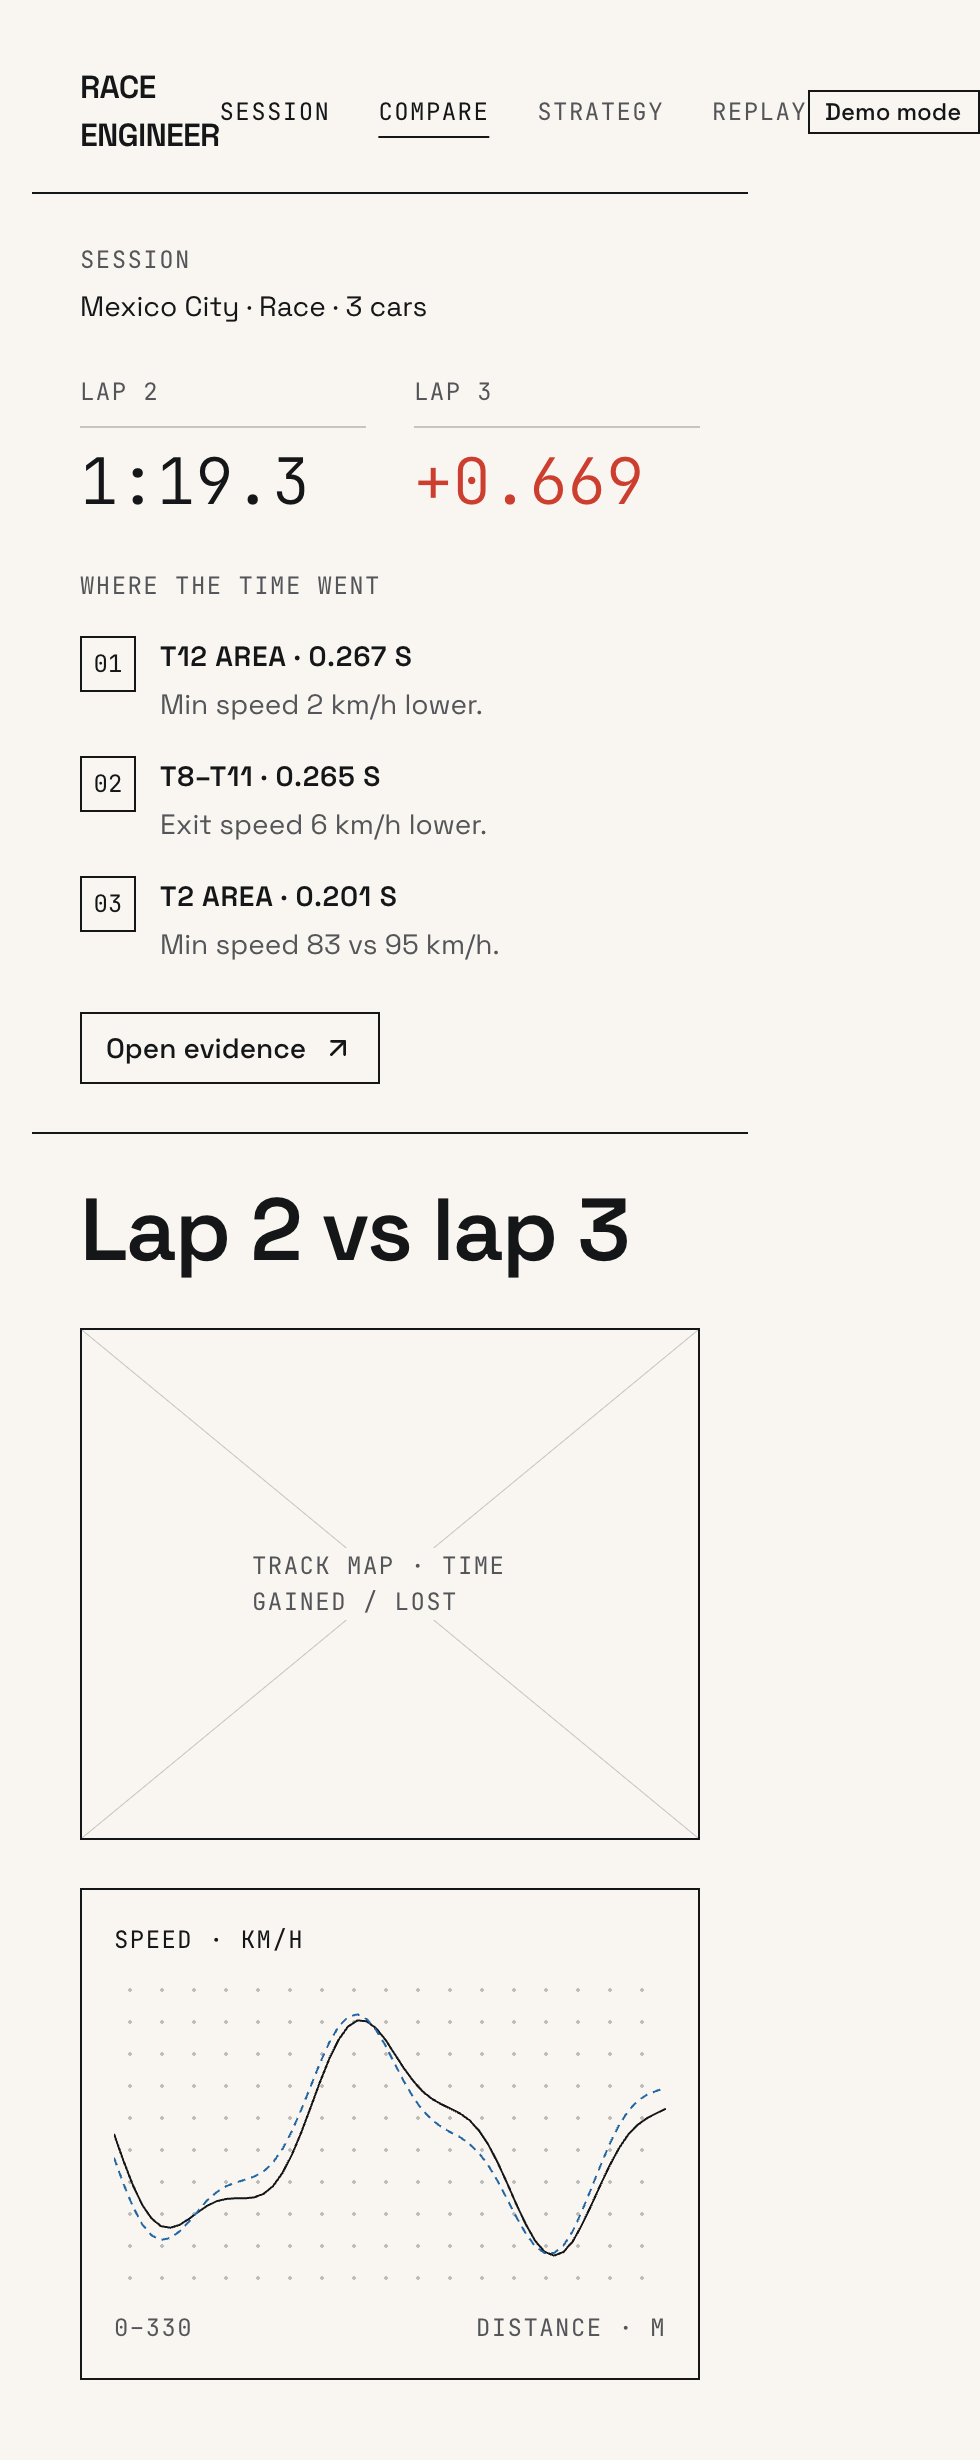 RACE
ENGINEER
SESSION COMPARE STRATEGY REPLAY Demo mode
SESSION
Mexico City · Race · 3 cars
LAP 2 LAP 3
1:19.3 +0.669
WHERE THE TIME WENT
01 T12 AREA · 0.267 S
Min speed 2 km/h lower.
02 T8–T11 · 0.265 S
Exit speed 6 km/h lower.
03 T2 AREA · 0.201 S
Min speed 83 vs 95 km/h.
Open evidence ↗
Lap 2 vs lap 3
TRACK MAP · TIME
GAINED / LOST
SPEED · KM/H
0–330 DISTANCE · M